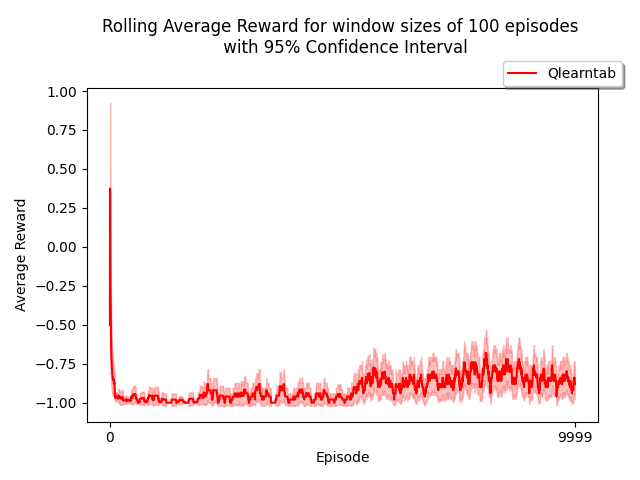 Rolling Average Reward for window sizes of 100 episodes
with 95% Confidence Interval
Qlearntab
1.00
0.75
0.50
0.25
0.00
−0.25
−0.50
−0.75
−1.00
Average Reward
0
9999
Episode